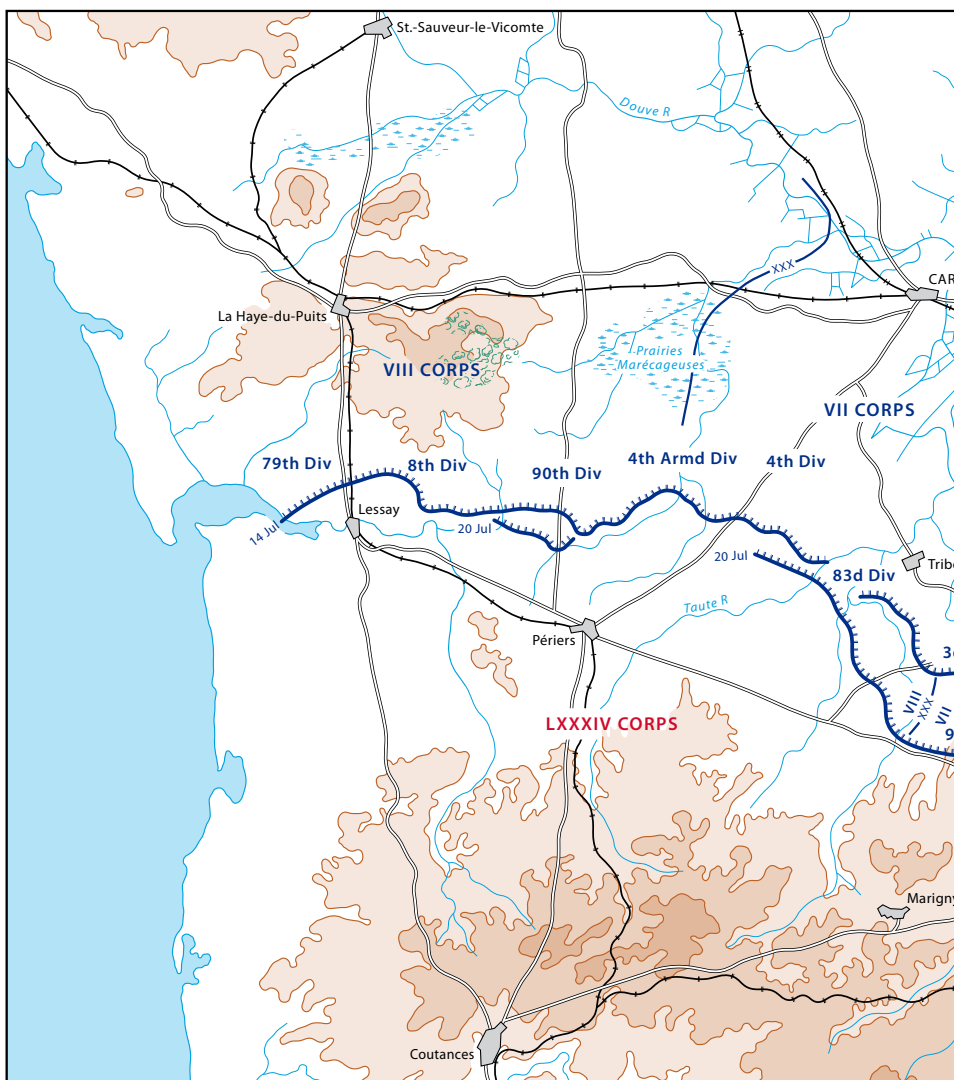 St.-Sauveur-le-Vicomte
Douve R
XXX
CAR
La Haye-du-Puits
Prairies
Marécageuses
VIII CORPS
VII CORPS
79th Div
8th Div
90th Div
4th Armd Div
4th Div
Lessay
14 Jul
20 Jul
20 Jul
Tribe
83d Div
Taute R
Périers
3d
VIII
XXX
VII
9
LXXXIV CORPS
Marigny
Coutances